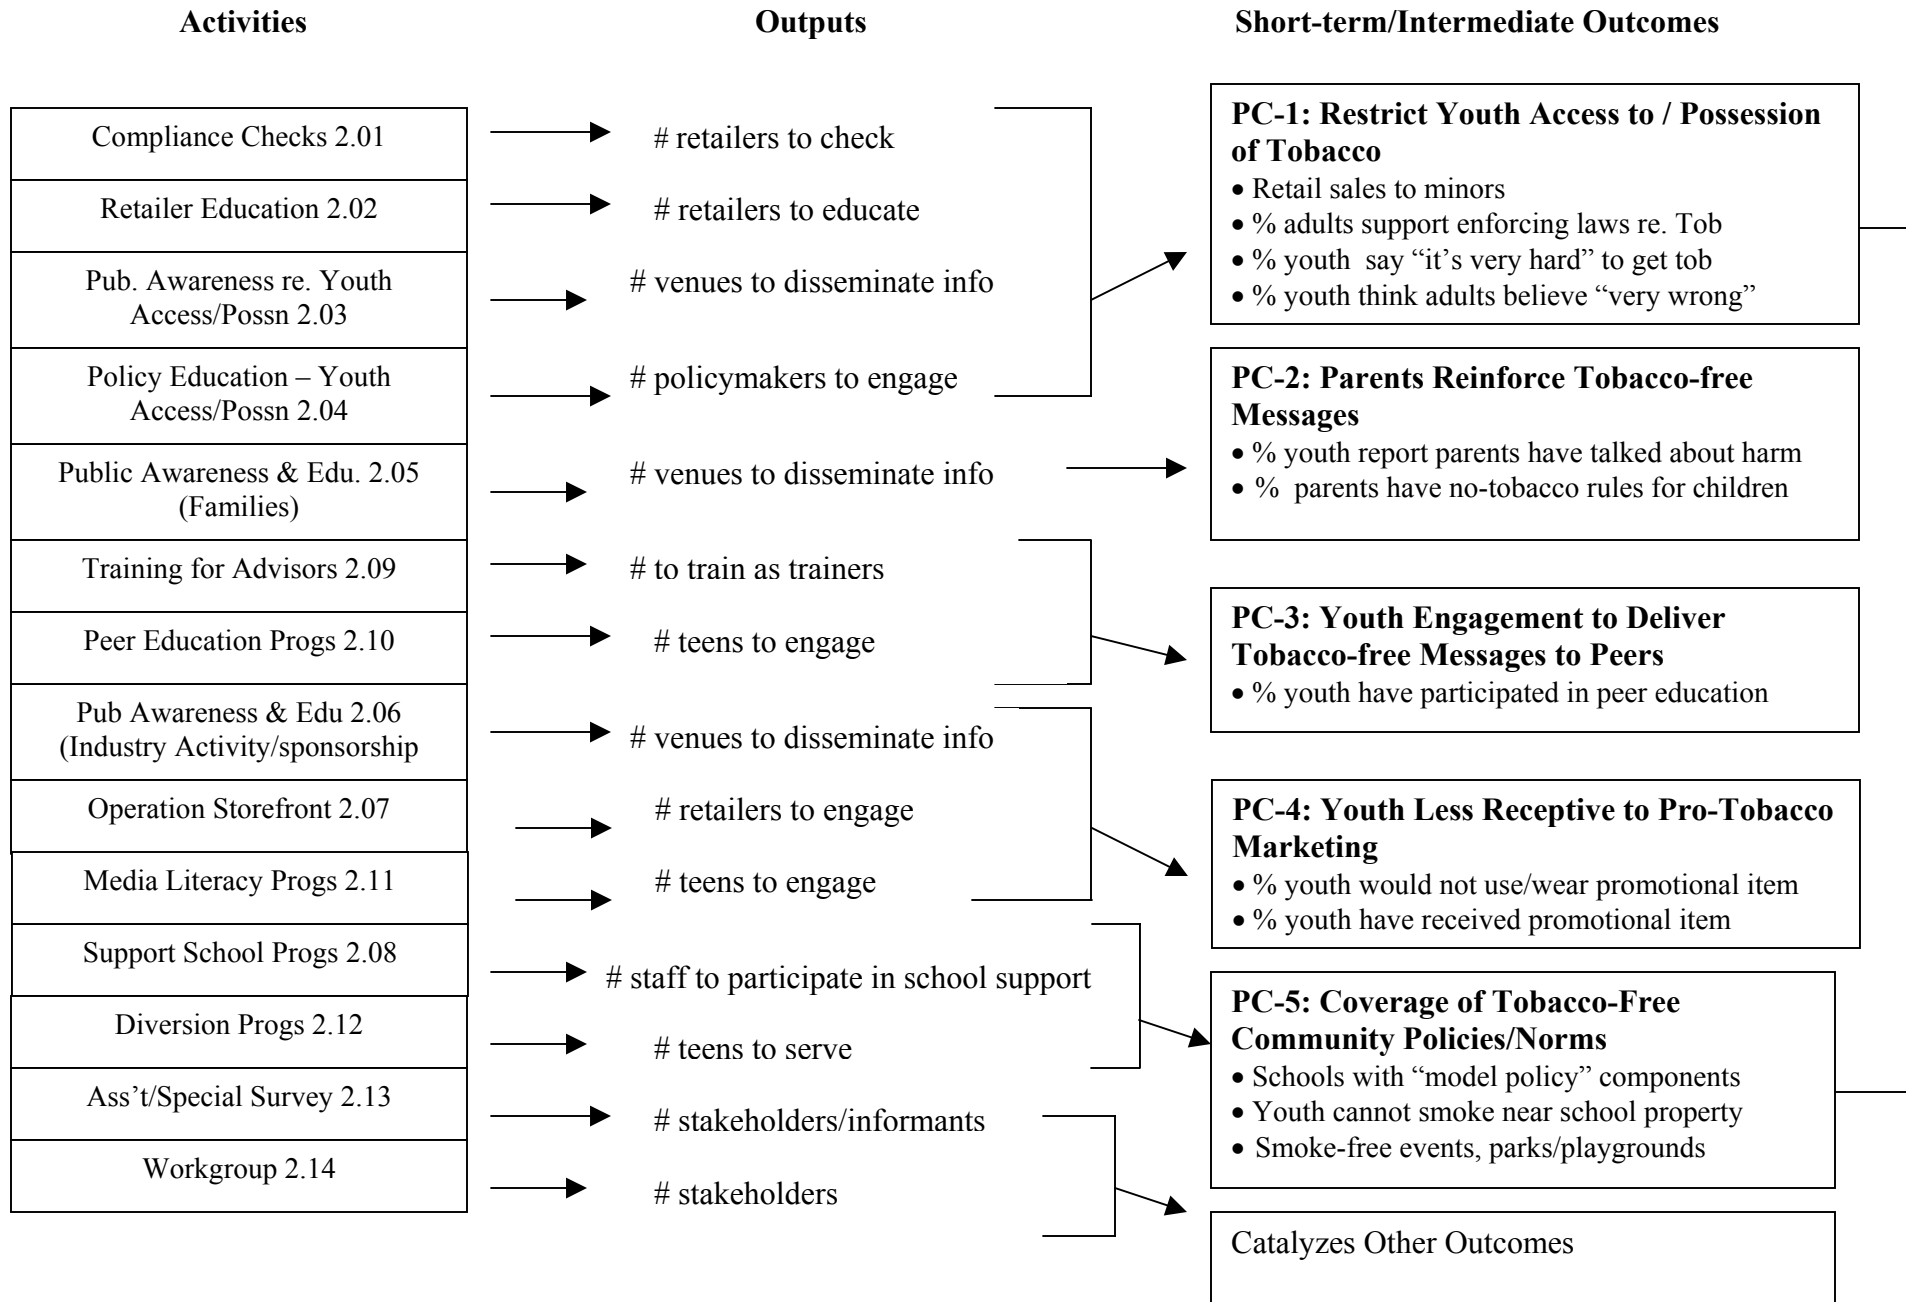 Activities
Outputs
Short-term/Intermediate Outcomes
Compliance Checks 2.01
Retailer Education 2.02
Pub. Awareness re. Youth
Access/Possn 2.03
Policy Education – Youth
Access/Possn 2.04
Public Awareness & Edu. 2.05
(Families)
Training for Advisors 2.09
Peer Education Progs 2.10
Pub Awareness & Edu 2.06
(Industry Activity/sponsorship
Operation Storefront 2.07
Media Literacy Progs 2.11
Support School Progs 2.08
Diversion Progs 2.12
Ass’t/Special Survey 2.13
Workgroup 2.14
# retailers to check
# retailers to educate
# venues to disseminate info
# policymakers to engage
# venues to disseminate info
# to train as trainers
# teens to engage
# venues to disseminate info
# retailers to engage
# teens to engage
# staff to participate in school support
# teens to serve
# stakeholders/informants
# stakeholders
PC-1: Restrict Youth Access to / Possession
of Tobacco
• Retail sales to minors
• % adults support enforcing laws re. Tob
• % youth say “it’s very hard” to get tob
• % youth think adults believe “very wrong”
PC-2: Parents Reinforce Tobacco-free
Messages
• % youth report parents have talked about harm
• % parents have no-tobacco rules for children
PC-3: Youth Engagement to Deliver
Tobacco-free Messages to Peers
• % youth have participated in peer education
PC-4: Youth Less Receptive to Pro-Tobacco
Marketing
• % youth would not use/wear promotional item
• % youth have received promotional item
PC-5: Coverage of Tobacco-Free
Community Policies/Norms
• Schools with “model policy” components
• Youth cannot smoke near school property
• Smoke-free events, parks/playgrounds
Catalyzes Other Outcomes